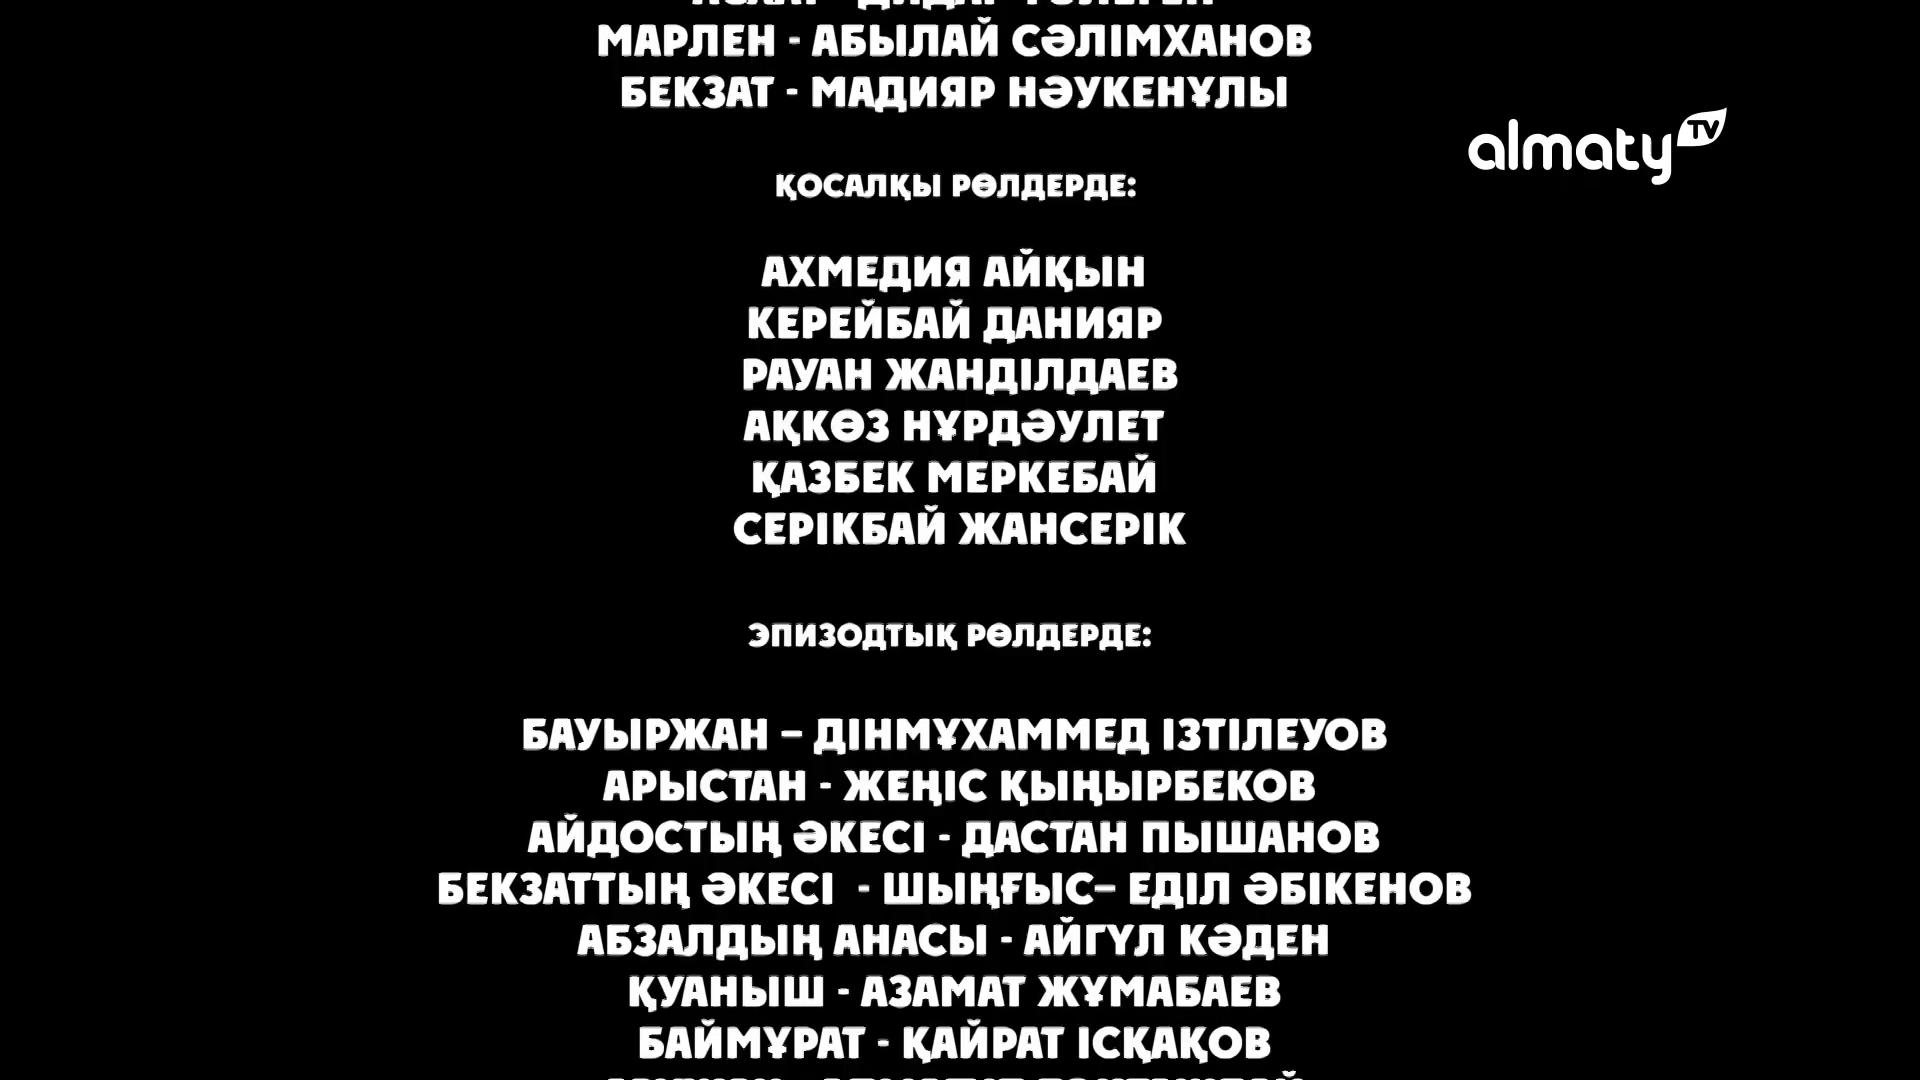 МАРЛЕН - АБЫЛАЙ СӘЛІМХАНОВ
БЕКЗАТ - МАДИЯР НӘУКЕНҰЛЫ
almaty TV
ҚОСАЛҚЫ РӨЛДЕРДЕ:
АХМЕДИЯ АЙҚЫН
КЕРЕЙБАЙ ДАНИЯР
РАУАН ЖАНДІЛДАЕВ
АҚКӨЗ НҰРДӘУЛЕТ
ҚАЗБЕК МЕРКЕБАЙ
СЕРІКБАЙ ЖАНСЕРІК
ЭПИЗОДТЫҚ РӨЛДЕРДЕ:
БАУЫРЖАН – ДІНМҰХАММЕД ІЗТІЛЕУОВ
АРЫСТАН - ЖЕҢІС ҚЫҢЫРБЕКОВ
АЙДОСТЫҢ ӘКЕСІ - ДАСТАН ПЫШАНОВ
БЕКЗАТТЫҢ ӘКЕСІ - ШЫҢҒЫС– ЕДІЛ ӘБІКЕНОВ
АБЗАЛДЫҢ АНАСЫ - АЙГҮЛ КӘДЕН
ҚУАНЫШ - АЗАМАТ ЖҰМАБАЕВ
БАЙМҰРАТ - ҚАЙРАТ ІСҚАҚОВ